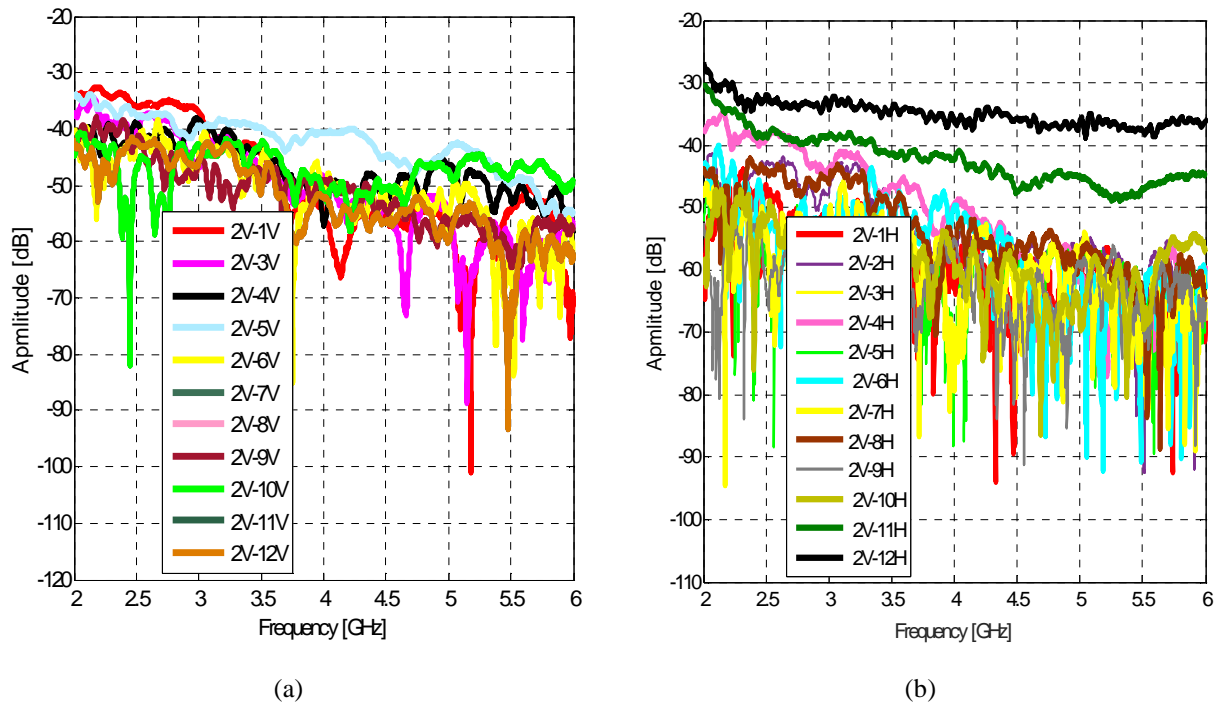 -20
-30
-40
-50
-60
-70
-80
-90
-100
-110
-120
Apmlitude [dB]
2V-1V
2V-3V
2V-4V
2V-5V
2V-6V
2V-7V
2V-8V
2V-9V
2V-10V
2V-11V
2V-12V
2 2.5 3 3.5 4 4.5 5 5.5 6
Frequency [GHz]
(a)
-20
-30
-40
-50
-60
-70
-80
-90
-100
-110
Apmlitude [dB]
2V-1H
2V-2H
2V-3H
2V-4H
2V-5H
2V-6H
2V-7H
2V-8H
2V-9H
2V-10H
2V-11H
2V-12H
2 2.5 3 3.5 4 4.5 5 5.5 6
Frequency [GHz]
(b)